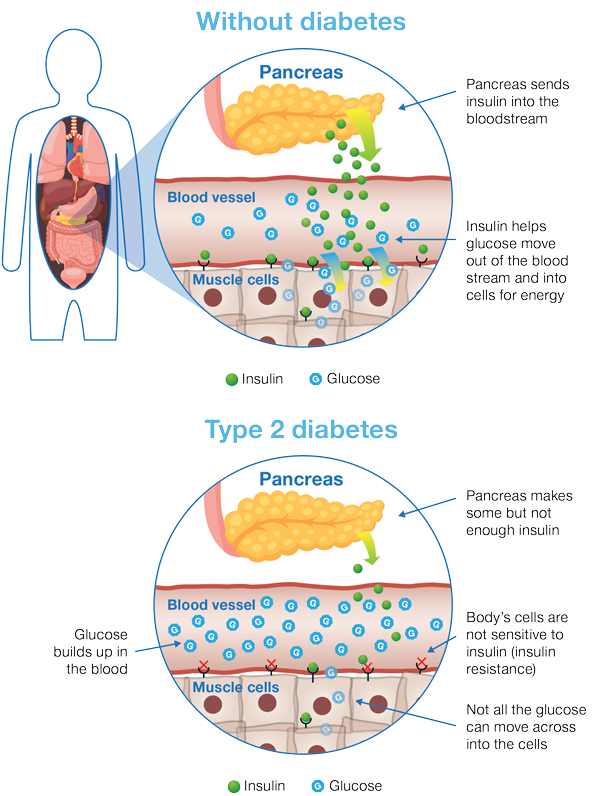 Without diabetes
Pancreas
Pancreas sends
insulin into the
bloodstream
Blood vessel
G G G G G G G G G
Insulin helps
glucose move
out of the blood
stream and into
cells for energy
Muscle cells
G G G G G G G
Insulin
G Glucose
Type 2 diabetes
Pancreas
Pancreas makes
some but not
enough insulin
Blood vessel
G G G G G G G G G G G G G G G G G G G G
Glucose
builds up in
the blood
Body's cells are
not sensitive to
insulin (insulin
resistance)
Muscle cells
G G G
Not all the glucose
can move across
into the cells
Insulin
G Glucose